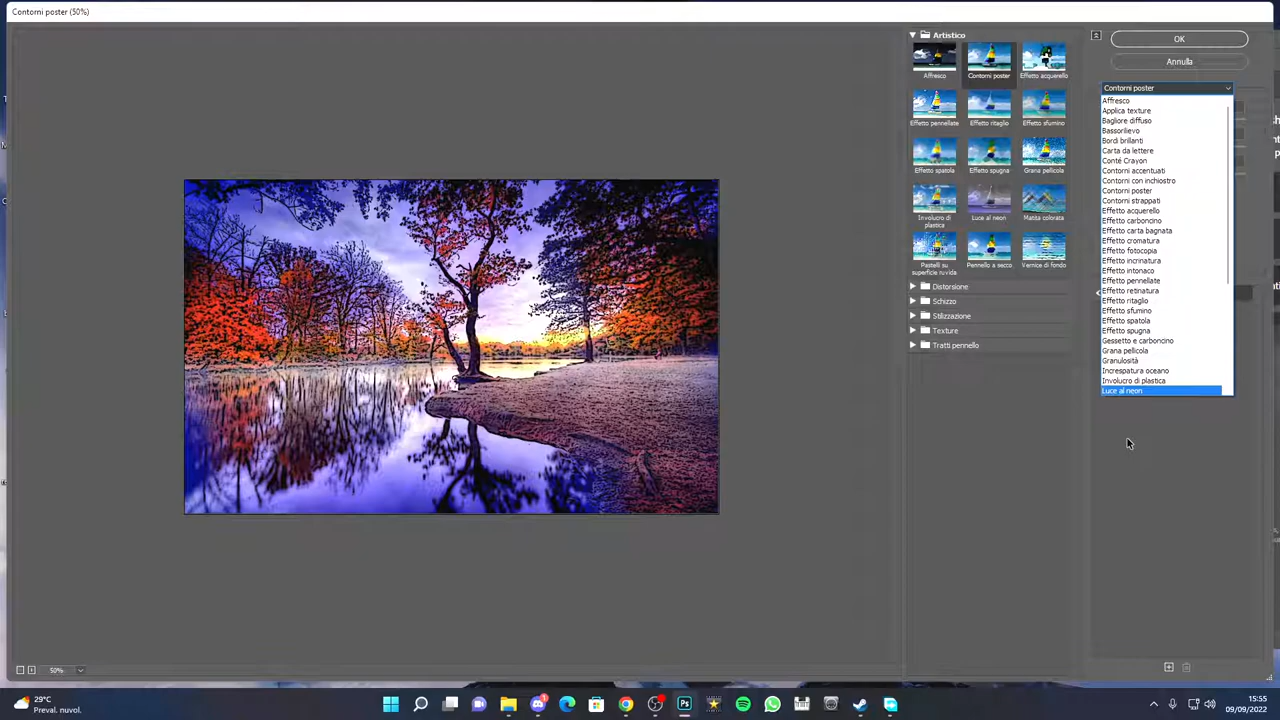 Contorni poster (50%)
Artistico
Affresco
Contorni poster
Effetto acquerello
Effetto pennellate
Effetto ritaglio
Effetto sfumino
Effetto spatola
Effetto spugna
Grana pellicola
Involucro di
plastica
Luce al neon
Matita colorata
Pastelli su
superficie ruvida
Pennello a secco
Vernice di fondo
Distorsione
Schizzo
Stilizzazione
Texture
Tratti pennello
OK
Annulla
Contorni poster
Affresco
Applica texture
Bagliore diffuso
Bassorilievo
Bordi brillanti
Carta da lettere
Conté Crayon
Contorni accentuati
Contorni con inchiostro
Contorni poster
Contorni strappati
Effetto acquerello
Effetto carboncino
Effetto carta bagnata
Effetto cromatura
Effetto fotocopia
Effetto incrinatura
Effetto intonaco
Effetto pennellate
Effetto retinatura
Effetto ritaglio
Effetto sfumino
Effetto spatola
Effetto spugna
Gessetto e carboncino
Grana pellicola
Granulosità
Increspatura oceano
Involucro di plastica
Luce al neon
50%
29°C
Preval. nuvol.
Ps
15:55
09/09/2022